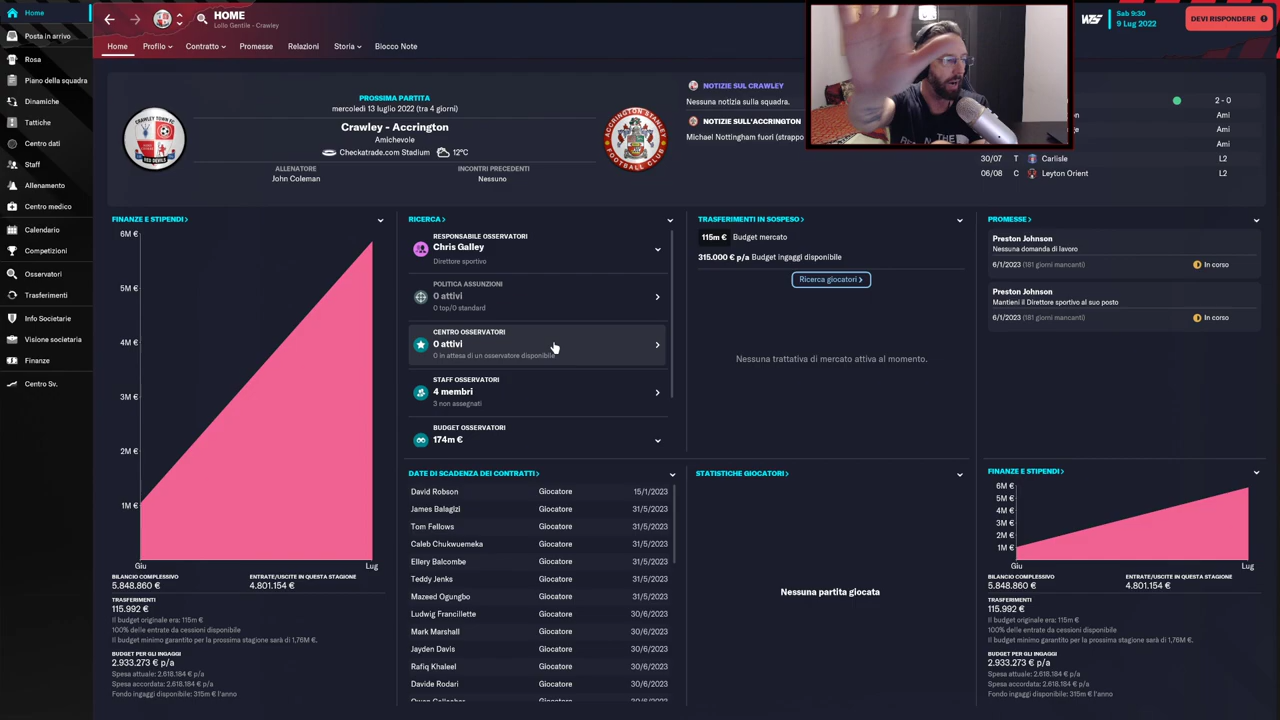 Home
Posta in arrivo
Rosa
Piano della squadra
Dinamiche
Tattiche
Centro dati
Staff
Allenamento
Centro medico
Calendario
Competizioni
Osservatori
Trasferimenti
Info Societarie
Visione societaria
Finanze
Centro Sv.
HOME
Lollo Gentile - Crawley
Sab 9:30
9 Lug 2022
DEVI RISPONDERE
Home
Profilo
Contratto
Promesse
Relazioni
Storia
Blocco Note
PROSSIMA PARTITA
mercoledì 13 luglio 2022 (tra 4 giorni)
Crawley - Accrington
Amichevole
Checkatrade.com Stadium
12°C
ALLENATORE
John Coleman
INCONTRI PRECEDENTI
Nessuno
CRAWLEY TOWN FC
RED DEVILS
NOTIZIE SUL CRAWLEY
Nessuna notizia sulla squadra.
NOTIZIE SULL'ACCRINGTON
Michael Nottingham fuori (strappo
2 - 0
Ami
Ami
Ami
30/07 T Carlisle L2
06/08 C Leyton Orient L2
FINANZE E STIPENDI
6M €
5M €
4M €
3M €
2M €
1M €
Giu
Lug
BILANCIO COMPLESSIVO
5.848.860 €
ENTRATE/USCITE IN QUESTA STAGIONE
4.801.154 €
TRASFERIMENTI
115.992 €
Il budget originale era: 115m €
100% delle entrate da cessioni disponibile
Il budget minimo garantito per la prossima stagione sarà di 1,76M €.
BUDGET PER GLI INGAGGI
2.933.273 € p/a
Spesa attuale: 2.618.184 € p/a
Spesa accordata: 2.618.184 € p/a
Fondo ingaggi disponibile: 315m € l'anno
RICERCA
RESPONSABILE OSSERVATORI
Chris Galley
Direttore sportivo
POLITICA ASSUNZIONI
0 attivi
0 top/0 standard
CENTRO OSSERVATORI
0 attivi
0 in attesa di un osservatore disponibile
STAFF OSSERVATORI
4 membri
3 non assegnati
BUDGET OSSERVATORI
174m €
DATE DI SCADENZA DEI CONTRATTI
David Robson Giocatore 15/1/2023
James Balagizi Giocatore 31/5/2023
Tom Fellows Giocatore 31/5/2023
Caleb Chukwuemeka Giocatore 31/5/2023
Ellery Balcombe Giocatore 31/5/2023
Teddy Jenks Giocatore 31/5/2023
Mazeed Ogungbo Giocatore 31/5/2023
Ludwig Francillette Giocatore 30/6/2023
Mark Marshall Giocatore 30/6/2023
Jayden Davis Giocatore 30/6/2023
Rafiq Khaleel Giocatore 30/6/2023
Davide Rodari Giocatore 30/6/2023
TRASFERIMENTI IN SOSPESO
115m € Budget mercato
315.000 € p/a Budget ingaggi disponibile
Ricerca giocatori
Nessuna trattativa di mercato attiva al momento.
STATISTICHE GIOCATORI
Nessuna partita giocata
PROMESSE
Preston Johnson
Nessuna domanda di lavoro
6/1/2023 (181 giorni mancanti) In corso
Preston Johnson
Mantieni il Direttore sportivo al suo posto
6/1/2023 (181 giorni mancanti) In corso
FINANZE E STIPENDI
6M €
5M €
4M €
3M €
2M €
1M €
Giu
Lug
BILANCIO COMPLESSIVO
5.848.860 €
ENTRATE/USCITE IN QUESTA STAGIONE
4.801.154 €
TRASFERIMENTI
115.992 €
Il budget originale era: 115m €
100% delle entrate da cessioni disponibile
Il budget minimo garantito per la prossima stagione sarà di 1,76M €.
BUDGET PER GLI INGAGGI
2.933.273 € p/a
Spesa attuale: 2.618.184 € p/a
Spesa accordata: 2.618.184 € p/a
Fondo ingaggi disponibile: 315m € l'anno